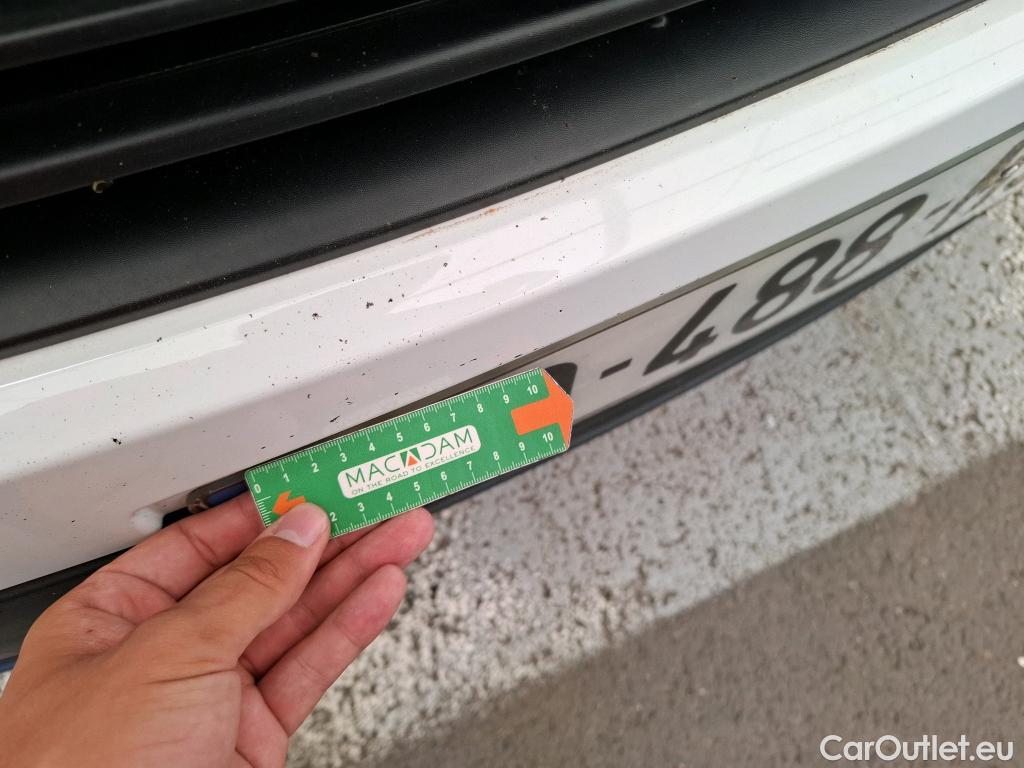 -488-
0 1 2 3 4 5 6 7 8 9 10
MACADAM
ON THE ROAD TO EXCELLENCE
2 3 4 5 6 7 8 9 10
CarOutlet.eu